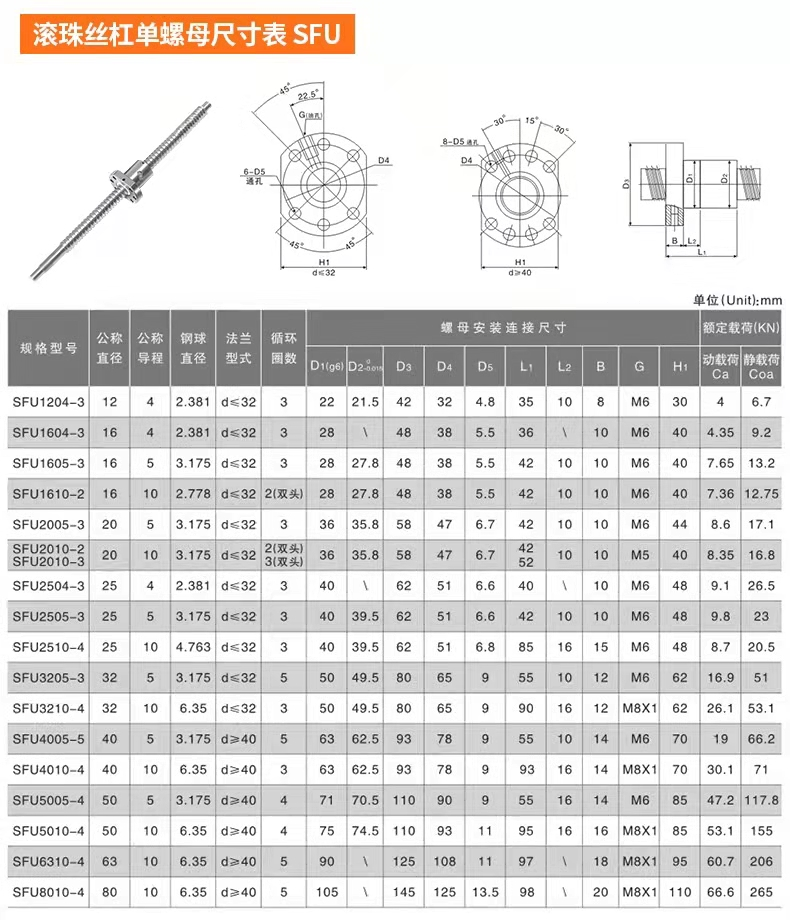 滚珠丝杠单螺母尺寸表 SFU
45°
22.5°
G(油孔)
D4
6-D5
通孔
45° 45°
H1
d≤32
30° 15° 30°
8-D5 通孔
D4
H1
d≥40
D3 D1 D2
B L2
L1
单位(Unit):mm
规格型号 公称直径 公称导程 钢球直径 法兰型式 循环圈数 螺母安装连接尺寸 额定载荷(KN)
D1(g6) D2 0 -0.015 D3 D4 D5 L1 L2 B G H1 动载荷Ca 静载荷Coa
SFU1204-3 12 4 2.381 d≤32 3 22 21.5 42 32 4.8 35 10 8 M6 30 4 6.7
SFU1604-3 16 4 2.381 d≤32 3 28 \ 48 38 5.5 36 \ 10 M6 40 4.35 9.2
SFU1605-3 16 5 3.175 d≤32 3 28 27.8 48 38 5.5 42 10 10 M6 40 7.65 13.2
SFU1610-2 16 10 2.778 d≤32 2(双头) 28 27.8 48 38 5.5 42 10 10 M6 40 7.36 12.75
SFU2005-3 20 5 3.175 d≤32 3 36 35.8 58 47 6.7 42 10 10 M6 44 8.6 17.1
SFU2010-2 2(双头) 42
SFU2010-3 20 10 3.175 d≤32 3(双头) 36 35.8 58 47 6.7 52 10 10 M5 40 8.35 16.8
SFU2504-3 25 4 2.381 d≤32 3 40 \ 62 51 6.6 40 \ 10 M6 48 9.1 26.5
SFU2505-3 25 5 3.175 d≤32 3 40 39.5 62 51 6.6 42 10 10 M6 48 9.8 23
SFU2510-4 25 10 4.763 d≤32 3 40 39.5 62 51 6.8 85 16 15 M6 48 8.7 20.5
SFU3205-3 32 5 3.175 d≤32 5 50 49.5 80 65 9 55 10 12 M6 62 16.9 51
SFU3210-4 32 10 6.35 d≤32 3 50 49.5 80 65 9 90 16 12 M8X1 62 26.1 53.1
SFU4005-5 40 5 3.175 d≥40 5 63 62.5 93 78 9 55 10 14 M6 70 19 66.2
SFU4010-4 40 10 6.35 d≥40 3 63 62.5 93 78 9 93 16 14 M8X1 70 30.1 71
SFU5005-4 50 5 3.175 d≥40 4 71 70.5 110 90 9 55 16 14 M6 85 47.2 117.8
SFU5010-4 50 10 6.35 d≥40 4 75 74.5 110 93 11 95 16 16 M8X1 85 53.1 155
SFU6310-4 63 10 6.35 d≥40 5 90 \ 125 108 11 97 \ 18 M8X1 95 60.7 206
SFU8010-4 80 10 6.35 d≥40 5 105 \ 145 125 13.5 98 \ 20 M8X1 110 66.6 265